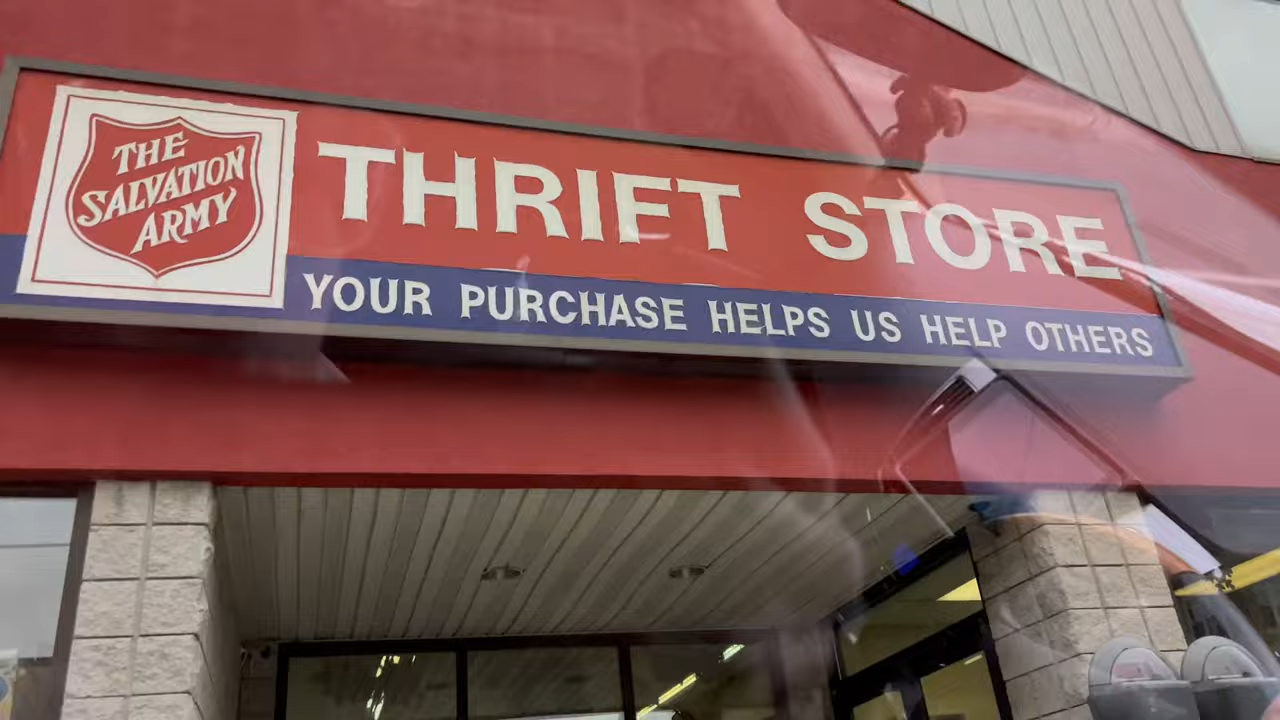 THE
SALVATION
ARMY
THRIFT STORE
YOUR PURCHASE HELPS US HELP OTHERS